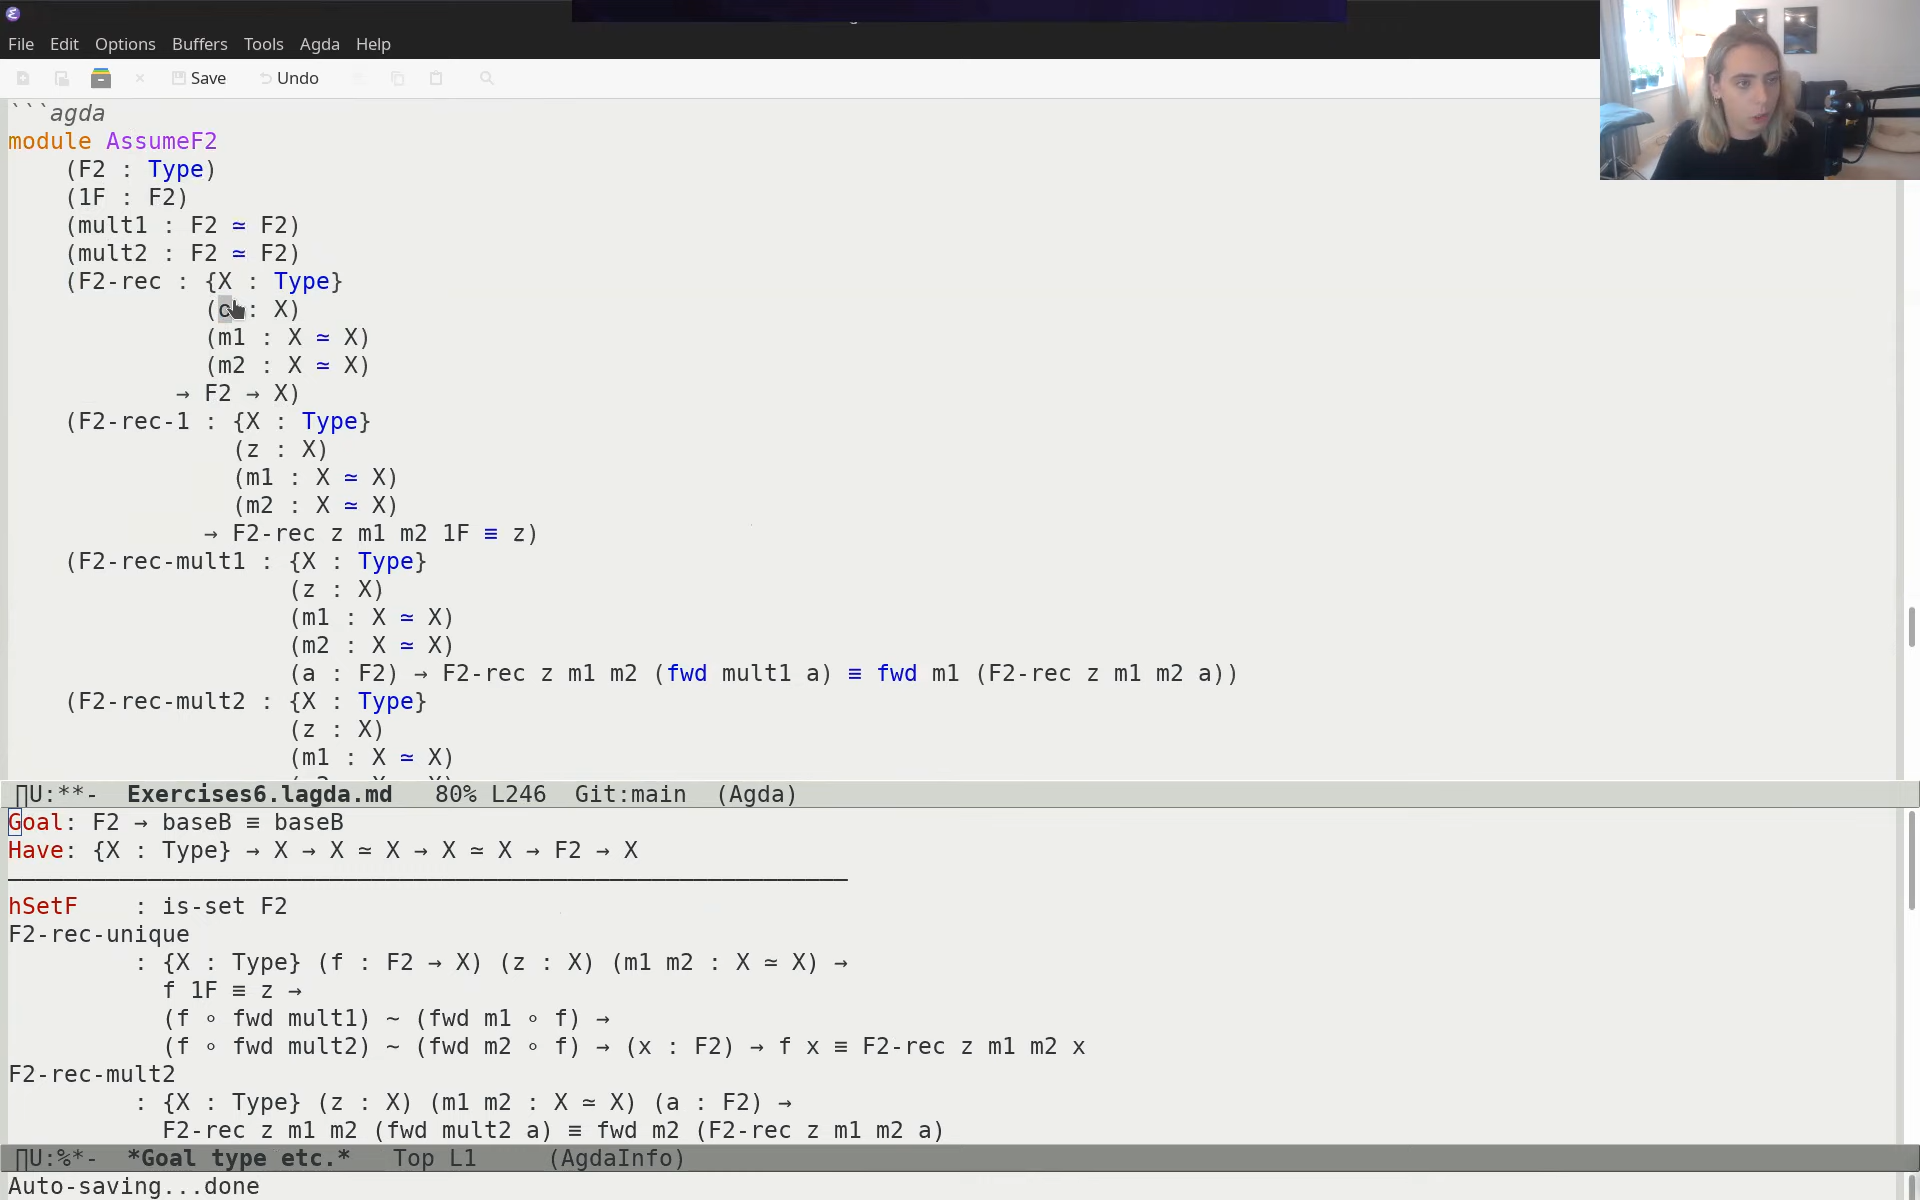 File Edit Options Buffers Tools Agda Help
Save Undo
```agda
module AssumeF2
(F2 : Type)
(1F : F2)
(mult1 : F2 ≃ F2)
(mult2 : F2 ≃ F2)
(F2-rec : {X : Type}
(o : X)
(m1 : X ≃ X)
(m2 : X ≃ X)
→ F2 → X)
(F2-rec-1 : {X : Type}
(z : X)
(m1 : X ≃ X)
(m2 : X ≃ X)
→ F2-rec z m1 m2 1F ≡ z)
(F2-rec-mult1 : {X : Type}
(z : X)
(m1 : X ≃ X)
(m2 : X ≃ X)
(a : F2) → F2-rec z m1 m2 (fwd mult1 a) ≡ fwd m1 (F2-rec z m1 m2 a))
(F2-rec-mult2 : {X : Type}
(z : X)
(m1 : X ≃ X)
∏U:**- Exercises6.lagda.md 80% L246 Git:main (Agda)
Goal: F2 → baseB ≡ baseB
Have: {X : Type} → X → X ≃ X → X ≃ X → F2 → X
hSetF : is-set F2
F2-rec-unique
: {X : Type} (f : F2 → X) (z : X) (m1 m2 : X ≃ X) →
f 1F ≡ z →
(f ∘ fwd mult1) ∼ (fwd m1 ∘ f) →
(f ∘ fwd mult2) ∼ (fwd m2 ∘ f) → (x : F2) → f x ≡ F2-rec z m1 m2 x
F2-rec-mult2
: {X : Type} (z : X) (m1 m2 : X ≃ X) (a : F2) →
F2-rec z m1 m2 (fwd mult2 a) ≡ fwd m2 (F2-rec z m1 m2 a)
∏U:%*- *Goal type etc.* Top L1 (AgdaInfo)
Auto-saving...done